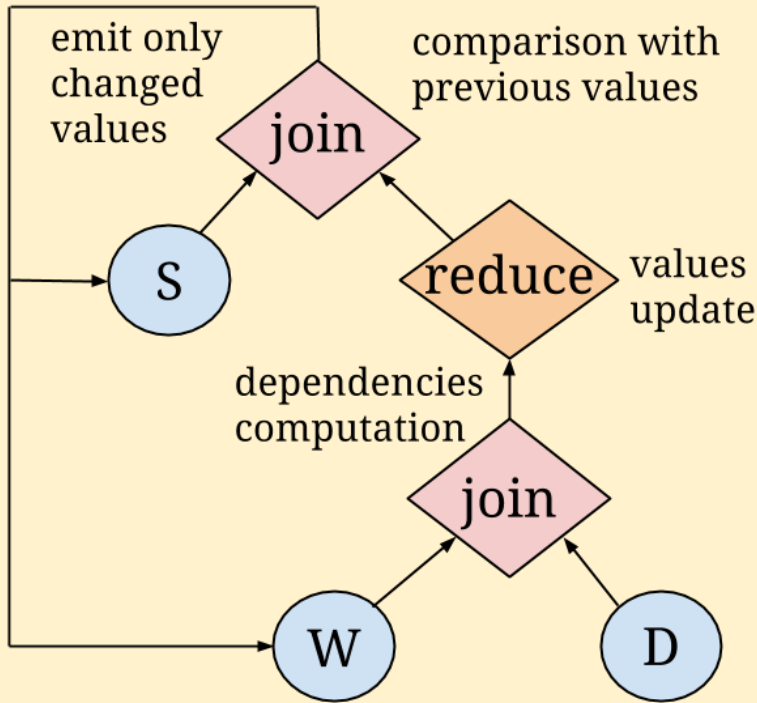 emit only
changed
values
comparison with
previous values
join
S
reduce
values
update
dependencies
computation
join
W
D